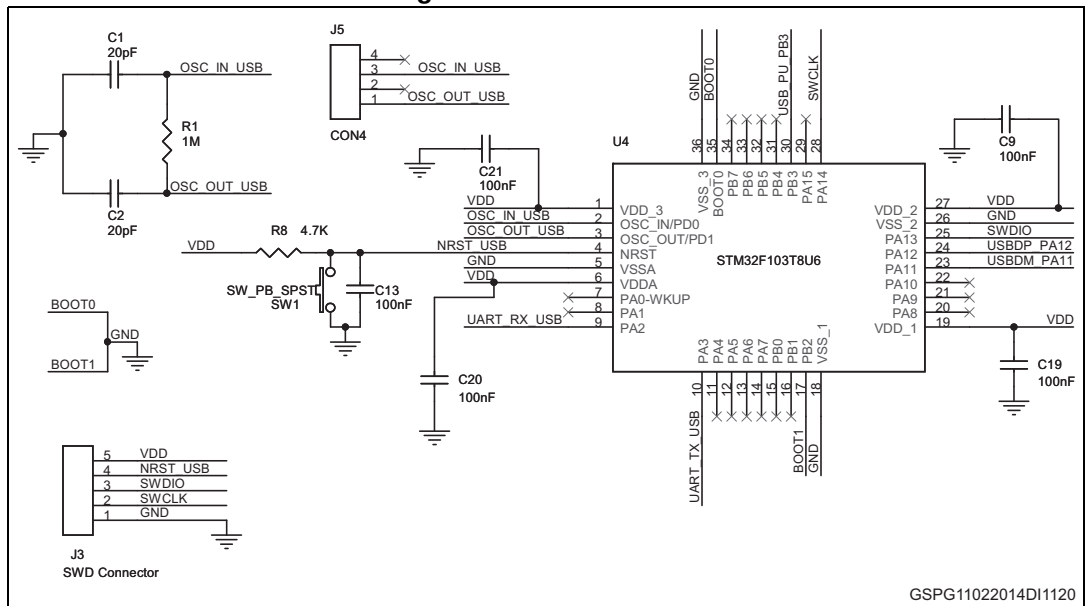 C1
20pF
OSC_IN_USB
R1
1M
OSC_OUT_USB
C2
20pF
J5
4
3 OSC_IN_USB
2
1 OSC_OUT_USB
CON4
VDD
R8 4.7K
NRST_USB
SW_PB_SPST
SW1
C13
100nF
BOOT0
GND
BOOT1
5 VDD
4 NRST_USB
3 SWDIO
2 SWCLK
1 GND
J3
SWD Connector
C21
100nF
C20
100nF
U4
STM32F103T8U6
VDD 1 VDD_3
OSC_IN_USB 2 OSC_IN/PD0
OSC_OUT_USB 3 OSC_OUT/PD1
4 NRST
GND 5 VSSA
VDD 6 VDDA
7 PA0-WKUP
8 PA1
UART_RX_USB 9 PA2
UART_TX_USB 10 PA3
11 PA4
12 PA5
13 PA6
14 PA7
15 PB0
16 PB1
BOOT1 17 PB2
GND 18 VSS_1
VDD_1 19 VDD
PA8 20
PA9 21
PA10 22
PA11 23 USBDM_PA11
PA12 24 USBDP_PA12
PA13 25 SWDIO
VSS_2 26 GND
VDD_2 27 VDD
SWCLK 28 PA14
29 PA15
USB_PU_PB3 30 PB3
31 PB4
32 PB5
33 PB6
34 PB7
BOOT0 35 BOOT0
GND 36 VSS_3
C9
100nF
C19
100nF
GSPG11022014DI1120